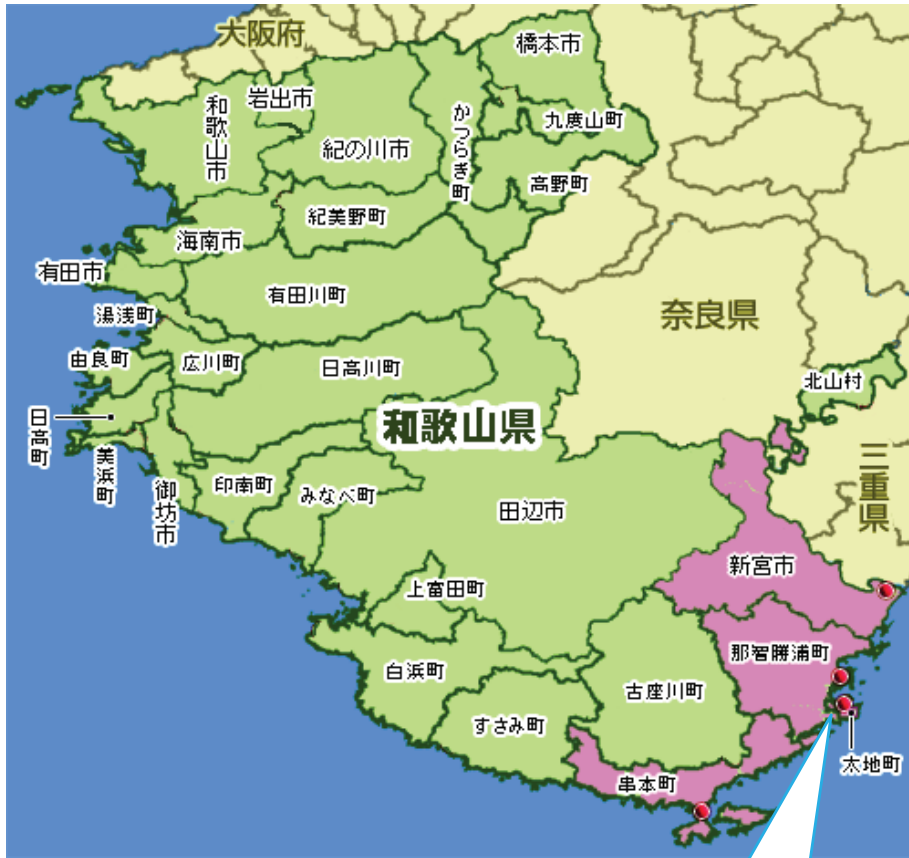 大阪府
橋本市
岩出市
和歌山市
かつらぎ町
九度山町
紀の川市
高野町
紀美野町
海南市
有田市
有田川町
湯浅町
奈良県
由良町
広川町
日高川町
北山村
和歌山県
日高町
美浜町
三重県
御坊市
印南町
みなべ町
田辺市
新宮市
上富田町
那智勝浦町
白浜町
古座川町
すさみ町
太地町
串本町